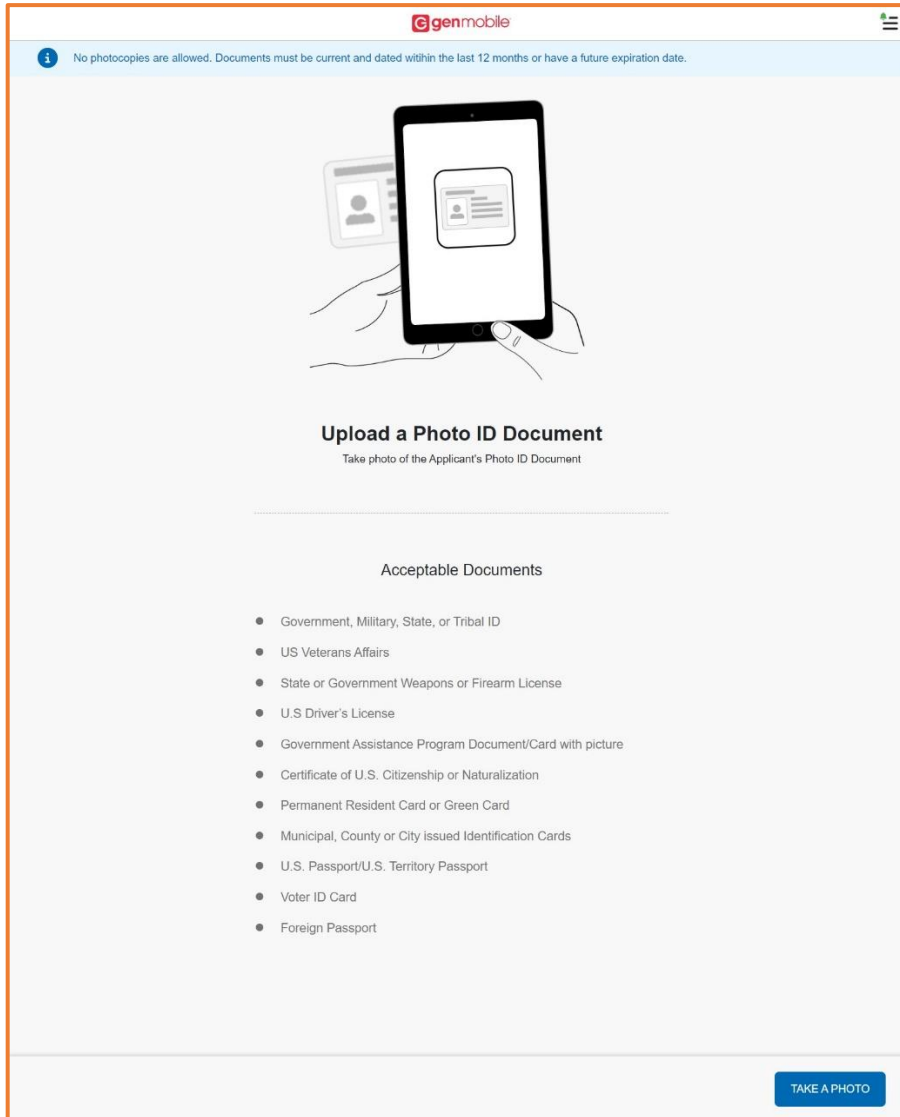 genmobile
No photocopies are allowed. Documents must be current and dated witihin the last 12 months or have a future expiration date.
Upload a Photo ID Document
Take photo of the Applicant's Photo ID Document
Acceptable Documents
Government, Military, State, or Tribal ID
US Veterans Affairs
State or Government Weapons or Firearm License
U.S Driver's License
Government Assistance Program Document/Card with picture
Certificate of U.S. Citizenship or Naturalization
Permanent Resident Card or Green Card
Municipal, County or City issued Identification Cards
U.S. Passport/U.S. Territory Passport
Voter ID Card
Foreign Passport
TAKE A PHOTO